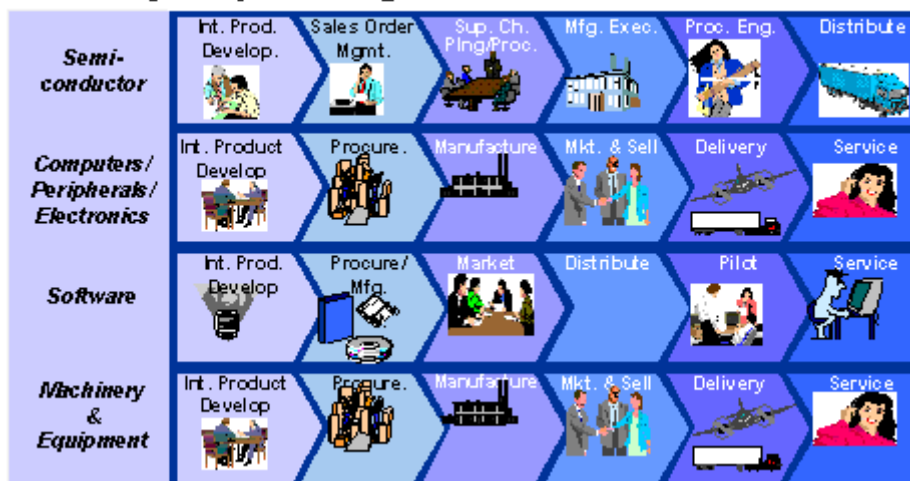 Semi-
conductor
Int. Prod.
Develop.
Sales Order
Mgmt.
Sup. Ch.
Plng/Proc.
Mfg. Exec.
Proc. Eng.
Distribute
Computers/
Peripherals/
Electronics
Int. Product
Develop
Procure.
Manufacture
Mkt. & Sell
Delivery
Service
Software
Int. Prod.
Develop
Procure/
Mfg.
Market
Distribute
Pilot
Service
Machinery
&
Equipment
Int. Product
Develop
Procure.
Manufacture
Mkt. & Sell
Delivery
Service